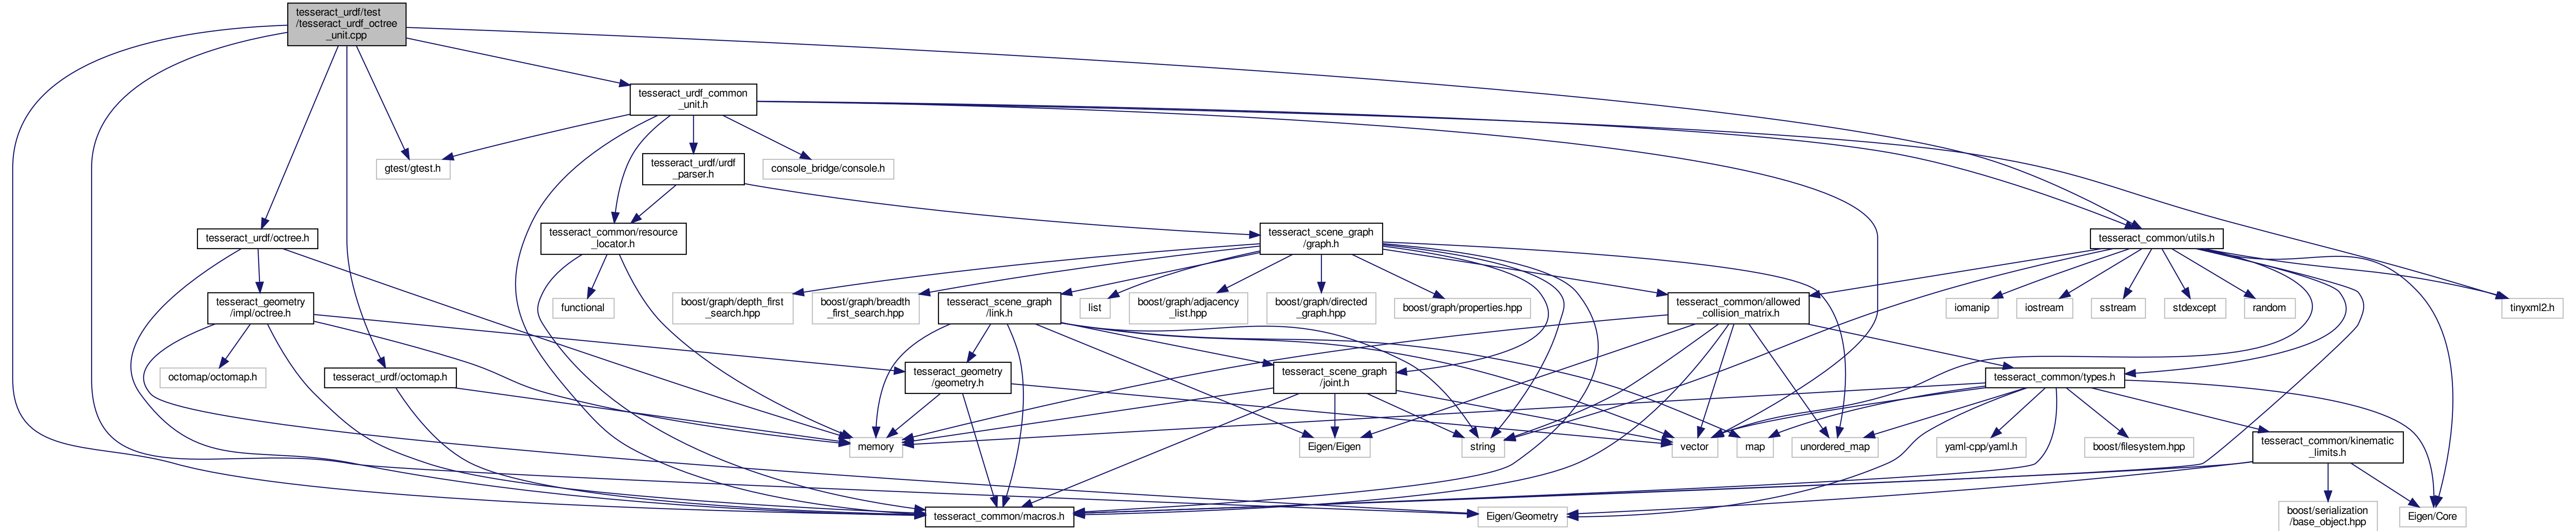 tesseract_urdf/test
/tesseract_urdf_octree
_unit.cpp
tesseract_urdf_common
_unit.h
gtest/gtest.h
tesseract_urdf/urdf
_parser.h
console_bridge/console.h
tesseract_urdf/octree.h
tesseract_common/resource
_locator.h
tesseract_scene_graph
/graph.h
tesseract_common/utils.h
tesseract_geometry
/impl/octree.h
functional
boost/graph/depth_first
_search.hpp
boost/graph/breadth
_first_search.hpp
tesseract_scene_graph
/link.h
list
boost/graph/adjacency
_list.hpp
boost/graph/directed
_graph.hpp
boost/graph/properties.hpp
tesseract_common/allowed
_collision_matrix.h
iomanip
iostream
sstream
stdexcept
random
tinyxml2.h
octomap/octomap.h
tesseract_urdf/octomap.h
tesseract_geometry
/geometry.h
tesseract_scene_graph
/joint.h
tesseract_common/types.h
memory
Eigen/Eigen
string
vector
map
unordered_map
yaml-cpp/yaml.h
boost/filesystem.hpp
tesseract_common/kinematic
_limits.h
tesseract_common/macros.h
Eigen/Geometry
boost/serialization
/base_object.hpp
Eigen/Core